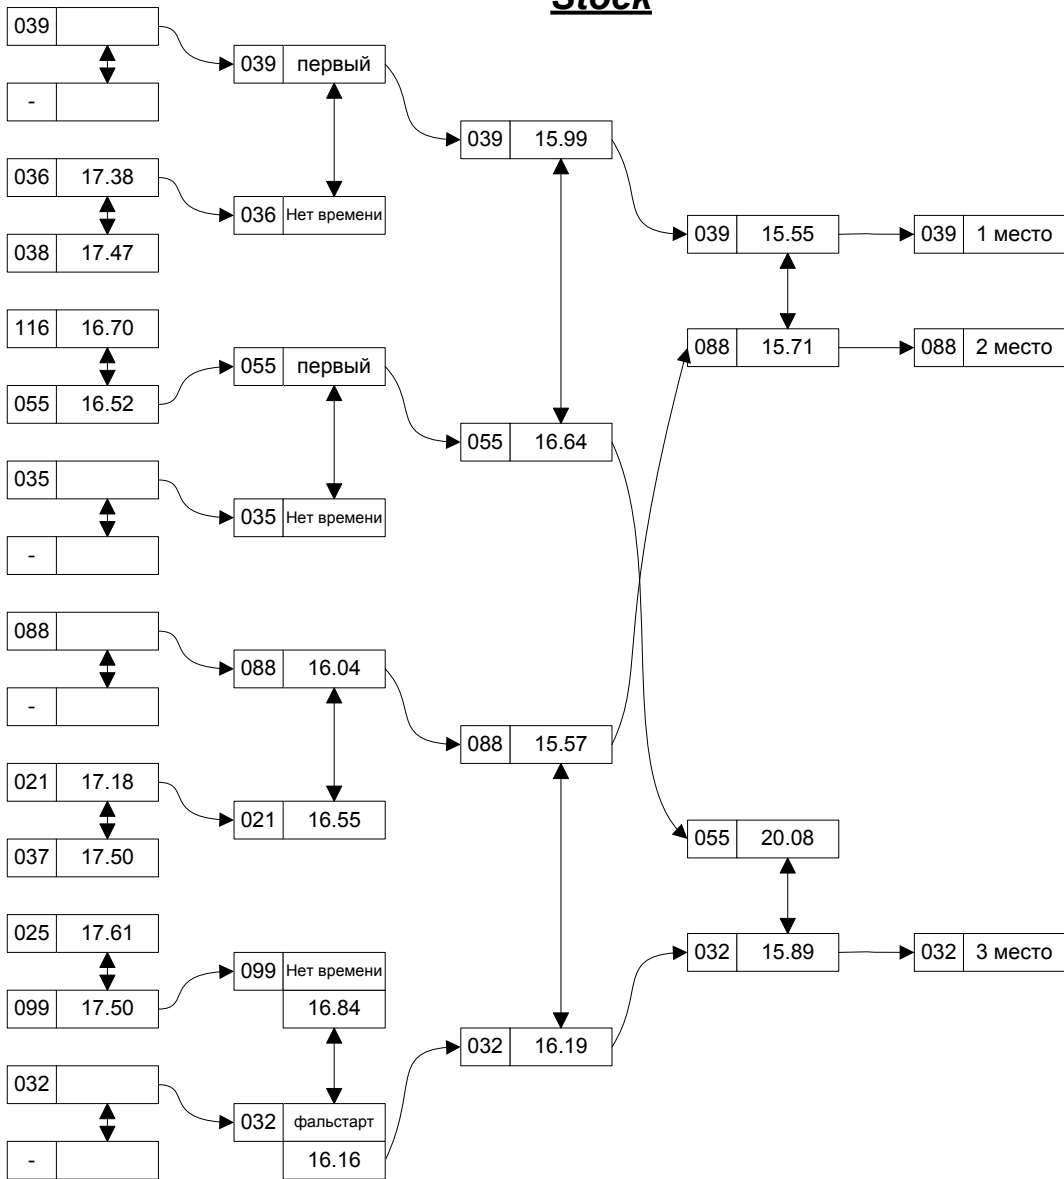 Stock
039
-
036 17.38
038 17.47
116 16.70
055 16.52
035
-
088
-
021 17.18
037 17.50
025 17.61
099 17.50
032
-
039 первый
036 Нет времени
055 первый
035 Нет времени
088 16.04
021 16.55
099 Нет времени
16.84
032 фальстарт
16.16
039 15.99
055 16.64
088 15.57
032 16.19
039 15.55
088 15.71
055 20.08
032 15.89
039 1 место
088 2 место
032 3 место